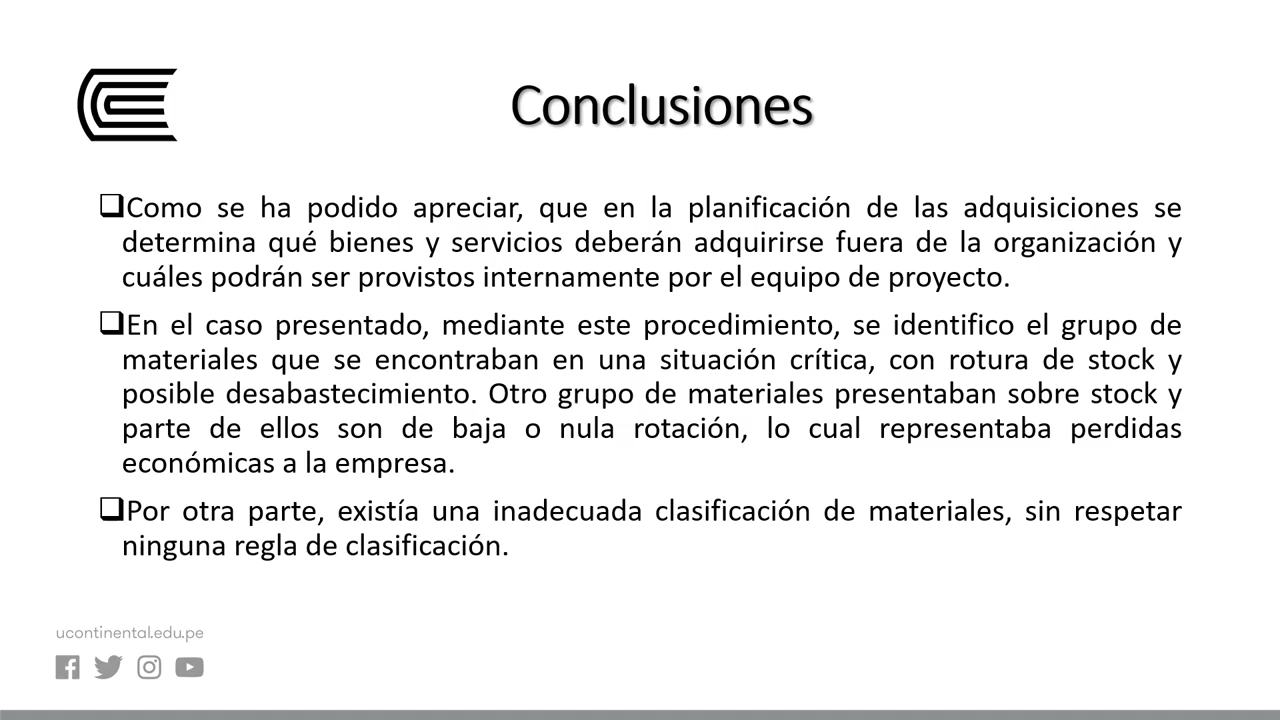 Conclusiones
❑Como se ha podido apreciar, que en la planificación de las adquisiciones se
determina qué bienes y servicios deberán adquirirse fuera de la organización y
cuáles podrán ser provistos internamente por el equipo de proyecto.
❑En el caso presentado, mediante este procedimiento, se identifico el grupo de
materiales que se encontraban en una situación crítica, con rotura de stock y
posible desabastecimiento. Otro grupo de materiales presentaban sobre stock y
parte de ellos son de baja o nula rotación, lo cual representaba perdidas
económicas a la empresa.
❑Por otra parte, existía una inadecuada clasificación de materiales, sin respetar
ninguna regla de clasificación.
ucontinental.edu.pe